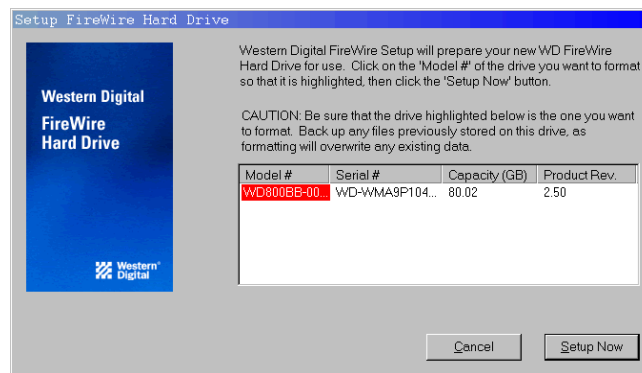 Setup FireWire Hard Drive
Western Digital
FireWire
Hard Drive
Western®
Digital
Western Digital FireWire Setup will prepare your new WD FireWire
Hard Drive for use. Click on the 'Model #' of the drive you want to format
so that it is highlighted, then click the 'Setup Now' button.
CAUTION: Be sure that the drive highlighted below is the one you want
to format. Back up any files previously stored on this drive, as
formatting will overwrite any existing data.
Model # Serial # Capacity (GB) Product Rev.
WD800BB-00... WD-WMA9P104... 80.02 2.50
Cancel Setup Now